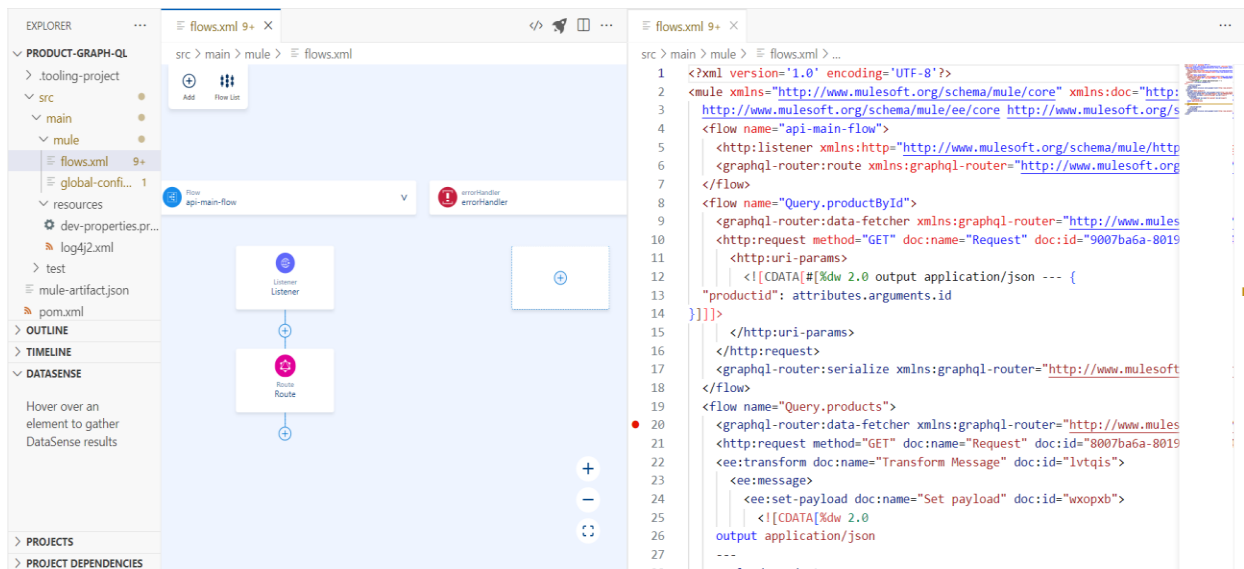 EXPLORER ...
PRODUCT-GRAPH-QL
.tooling-project
src
main
mule
flows.xml 9+
global-confi... 1
resources
dev-properties.pr...
log4j2.xml
test
mule-artifact.json
pom.xml
OUTLINE
TIMELINE
DATASENSE
Hover over an
element to gather
DataSense results
PROJECTS
PROJECT DEPENDENCIES
flows.xml 9+
src > main > mule > flows.xml
Add
Flow List
Flow
api-main-flow
errorHandler
errorHandler
Listener
Listener
Route
Route
flows.xml 9+
src > main > mule > flows.xml > ...
1 <?xml version='1.0' encoding='UTF-8'?>
2 <mule xmlns="http://www.mulesoft.org/schema/mule/core" xmlns:doc="http:
3 http://www.mulesoft.org/schema/mule/ee/core http://www.mulesoft.org/s
4 <flow name="api-main-flow">
5 <http:listener xmlns:http="http://www.mulesoft.org/schema/mule/http
6 <graphql-router:route xmlns:graphql-router="http://www.mulesoft.org
7 </flow>
8 <flow name="Query.productById">
9 <graphql-router:data-fetcher xmlns:graphql-router="http://www.mules
10 <http:request method="GET" doc:name="Request" doc:id="9007ba6a-8019
11 <http:uri-params>
12 <![CDATA[#[%dw 2.0 output application/json --- {
13 "productid": attributes.arguments.id
14 }]]]>
15 </http:uri-params>
16 </http:request>
17 <graphql-router:serialize xmlns:graphql-router="http://www.mulesoft
18 </flow>
19 <flow name="Query.products">
20 <graphql-router:data-fetcher xmlns:graphql-router="http://www.mules
21 <http:request method="GET" doc:name="Request" doc:id="8007ba6a-8019
22 <ee:transform doc:name="Transform Message" doc:id="lvtqis">
23 <ee:message>
24 <ee:set-payload doc:name="Set payload" doc:id="wxopxb">
25 <![CDATA[%dw 2.0
26 output application/json
27 ---